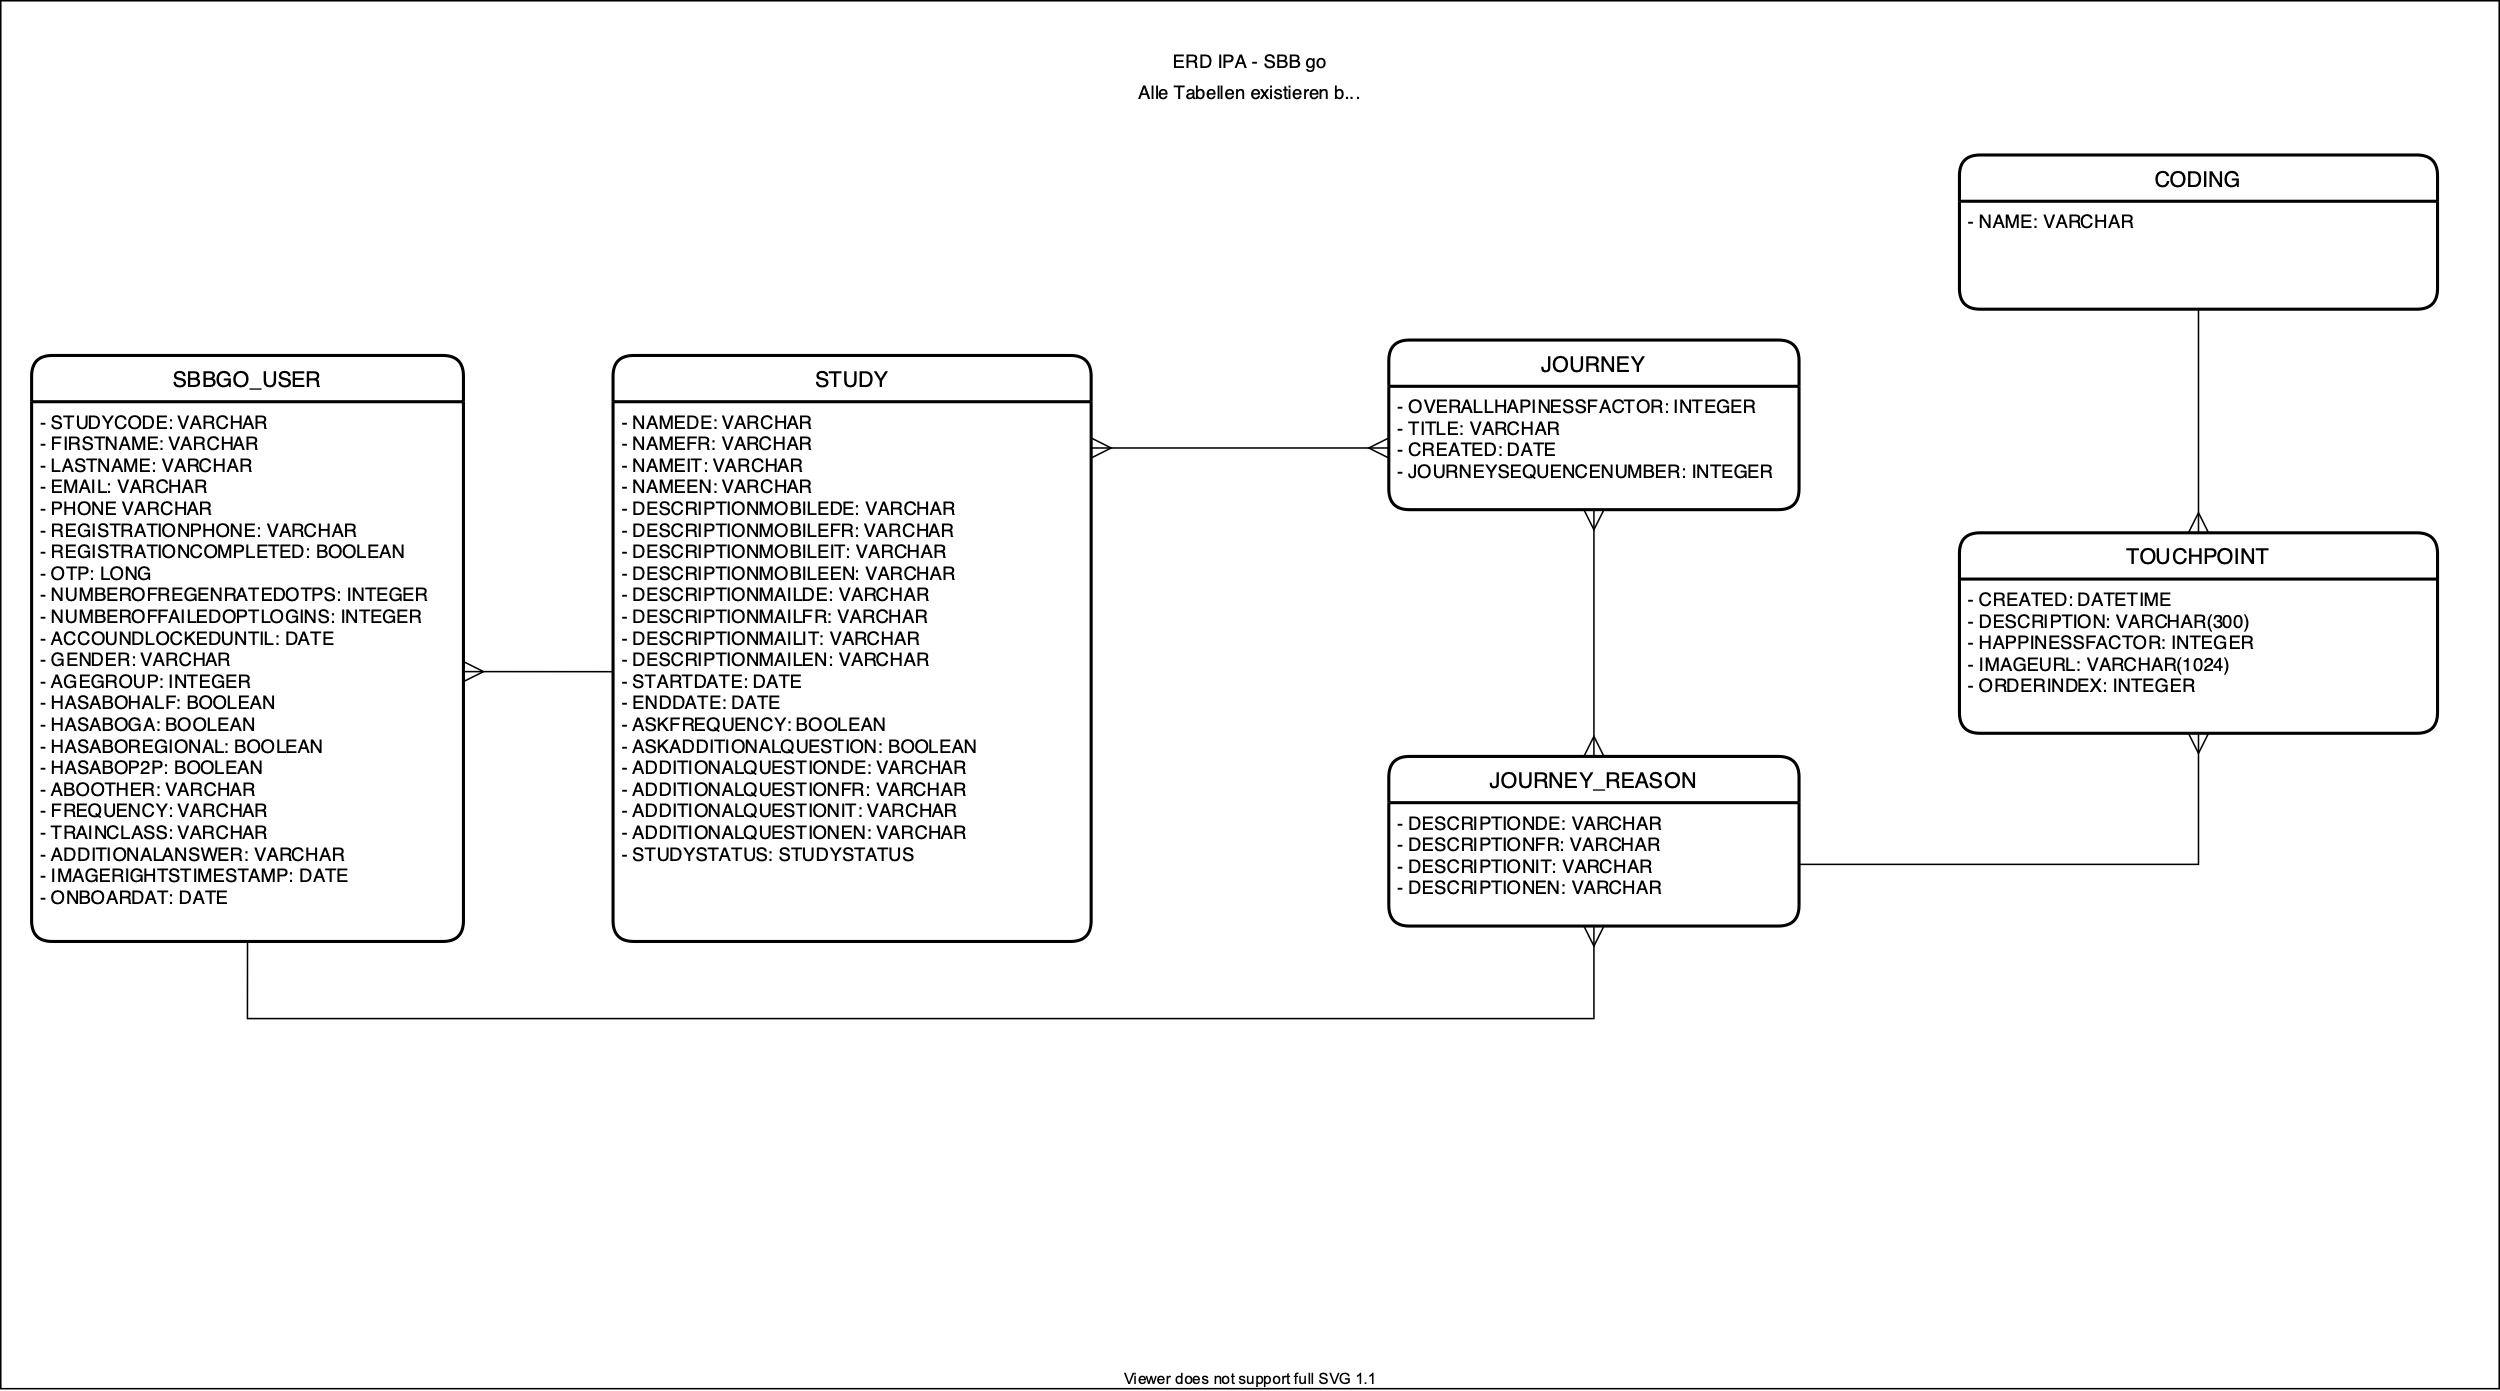 ERD IPA - SBB go
Alle Tabellen existieren b...
CODING
- NAME: VARCHAR
SBBGO_USER
- STUDYCODE: VARCHAR
- FIRSTNAME: VARCHAR
- LASTNAME: VARCHAR
- EMAIL: VARCHAR
- PHONE VARCHAR
- REGISTRATIONPHONE: VARCHAR
- REGISTRATIONCOMPLETED: BOOLEAN
- OTP: LONG
- NUMBEROFREGENRATEDOTPS: INTEGER
- NUMBEROFFAILEDOPTLOGINS: INTEGER
- ACCOUNDLOCKEDUNTIL: DATE
- GENDER: VARCHAR
- AGEGROUP: INTEGER
- HASABOHALF: BOOLEAN
- HASABOGA: BOOLEAN
- HASABOREGIONAL: BOOLEAN
- HASABOP2P: BOOLEAN
- ABOOTHER: VARCHAR
- FREQUENCY: VARCHAR
- TRAINCLASS: VARCHAR
- ADDITIONALANSWER: VARCHAR
- IMAGERIGHTSTIMESTAMP: DATE
- ONBOARDAT: DATE
STUDY
- NAMEDE: VARCHAR
- NAMEFR: VARCHAR
- NAMEIT: VARCHAR
- NAMEEN: VARCHAR
- DESCRIPTIONMOBILEDE: VARCHAR
- DESCRIPTIONMOBILEFR: VARCHAR
- DESCRIPTIONMOBILEIT: VARCHAR
- DESCRIPTIONMOBILEEN: VARCHAR
- DESCRIPTIONMAILDE: VARCHAR
- DESCRIPTIONMAILFR: VARCHAR
- DESCRIPTIONMAILIT: VARCHAR
- DESCRIPTIONMAILEN: VARCHAR
- STARTDATE: DATE
- ENDDATE: DATE
- ASKFREQUENCY: BOOLEAN
- ASKADDITIONALQUESTION: BOOLEAN
- ADDITIONALQUESTIONDE: VARCHAR
- ADDITIONALQUESTIONFR: VARCHAR
- ADDITIONALQUESTIONIT: VARCHAR
- ADDITIONALQUESTIONEN: VARCHAR
- STUDYSTATUS: STUDYSTATUS
JOURNEY
- OVERALLHAPINESSFACTOR: INTEGER
- TITLE: VARCHAR
- CREATED: DATE
- JOURNEYSEQUENCENUMBER: INTEGER
TOUCHPOINT
- CREATED: DATETIME
- DESCRIPTION: VARCHAR(300)
- HAPPINESSFACTOR: INTEGER
- IMAGEURL: VARCHAR(1024)
- ORDERINDEX: INTEGER
JOURNEY_REASON
- DESCRIPTIONDE: VARCHAR
- DESCRIPTIONFR: VARCHAR
- DESCRIPTIONIT: VARCHAR
- DESCRIPTIONEN: VARCHAR
Viewer does not support full SVG 1.1